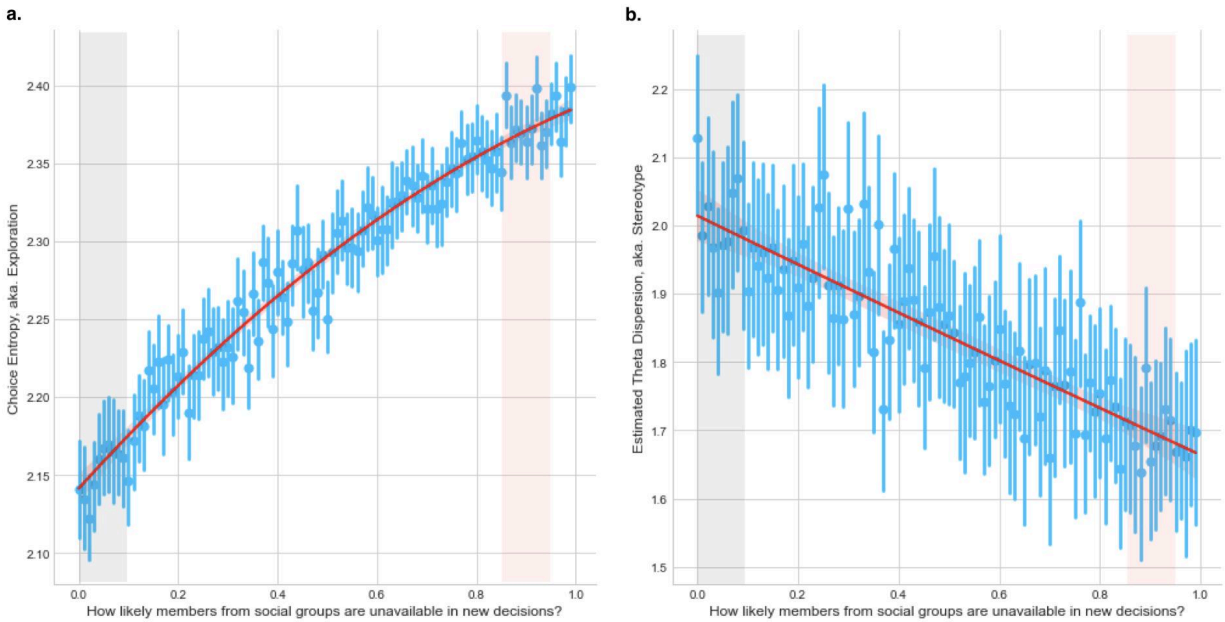 a.
Choice Entropy, aka. Exploration
2.40
2.35
2.30
2.25
2.20
2.15
2.10
0.0 0.2 0.4 0.6 0.8 1.0
How likely members from social groups are unavailable in new decisions?
b.
Estimated Theta Dispersion, aka. Stereotype
2.2
2.1
2.0
1.9
1.8
1.7
1.6
1.5
0.0 0.2 0.4 0.6 0.8 1.0
How likely members from social groups are unavailable in new decisions?